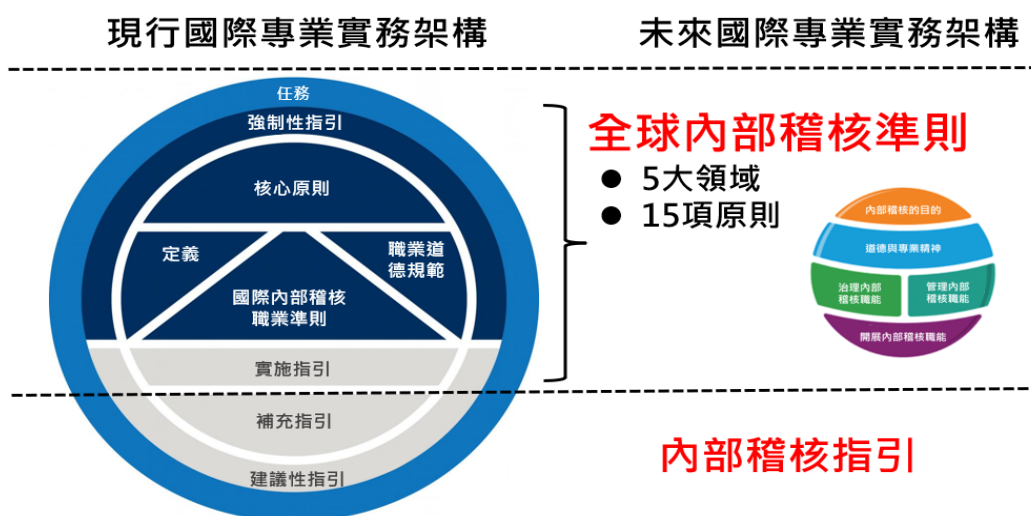 現行國際專業實務架構
未來國際專業實務架構
任務
強制性指引
核心原則
定義
職業道
德規範
國際內部稽核
職業準則
實施指引
補充指引
建議性指引
全球內部稽核準則
● 5大領域
● 15項原則
內部稽核的目的
道德與專業精神
治理內部
稽核職能
管理內部
稽核職能
開展內部稽核職能
內部稽核指引